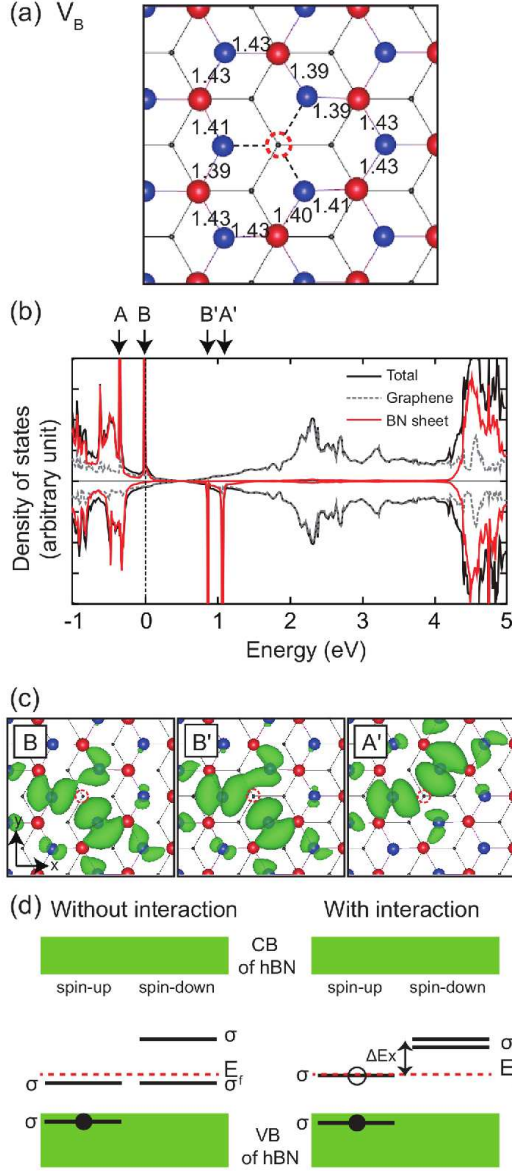 (a) V_B
1.43
1.39
1.43
1.39
1.41
1.43
1.39
1.43
1.43
1.40
1.41
1.43
(b)
A B B' A'
Density of states
(arbitrary unit)
Total
Graphene
BN sheet
-1 0 1 2 3 4 5
Energy (eV)
(c)
B B' A'
y
x
(d)
Without interaction With interaction
CB
of hBN
spin-up spin-down spin-up spin-down
σ σ
ΔEx
E E
σ σf σ
σ σ
VB
of hBN